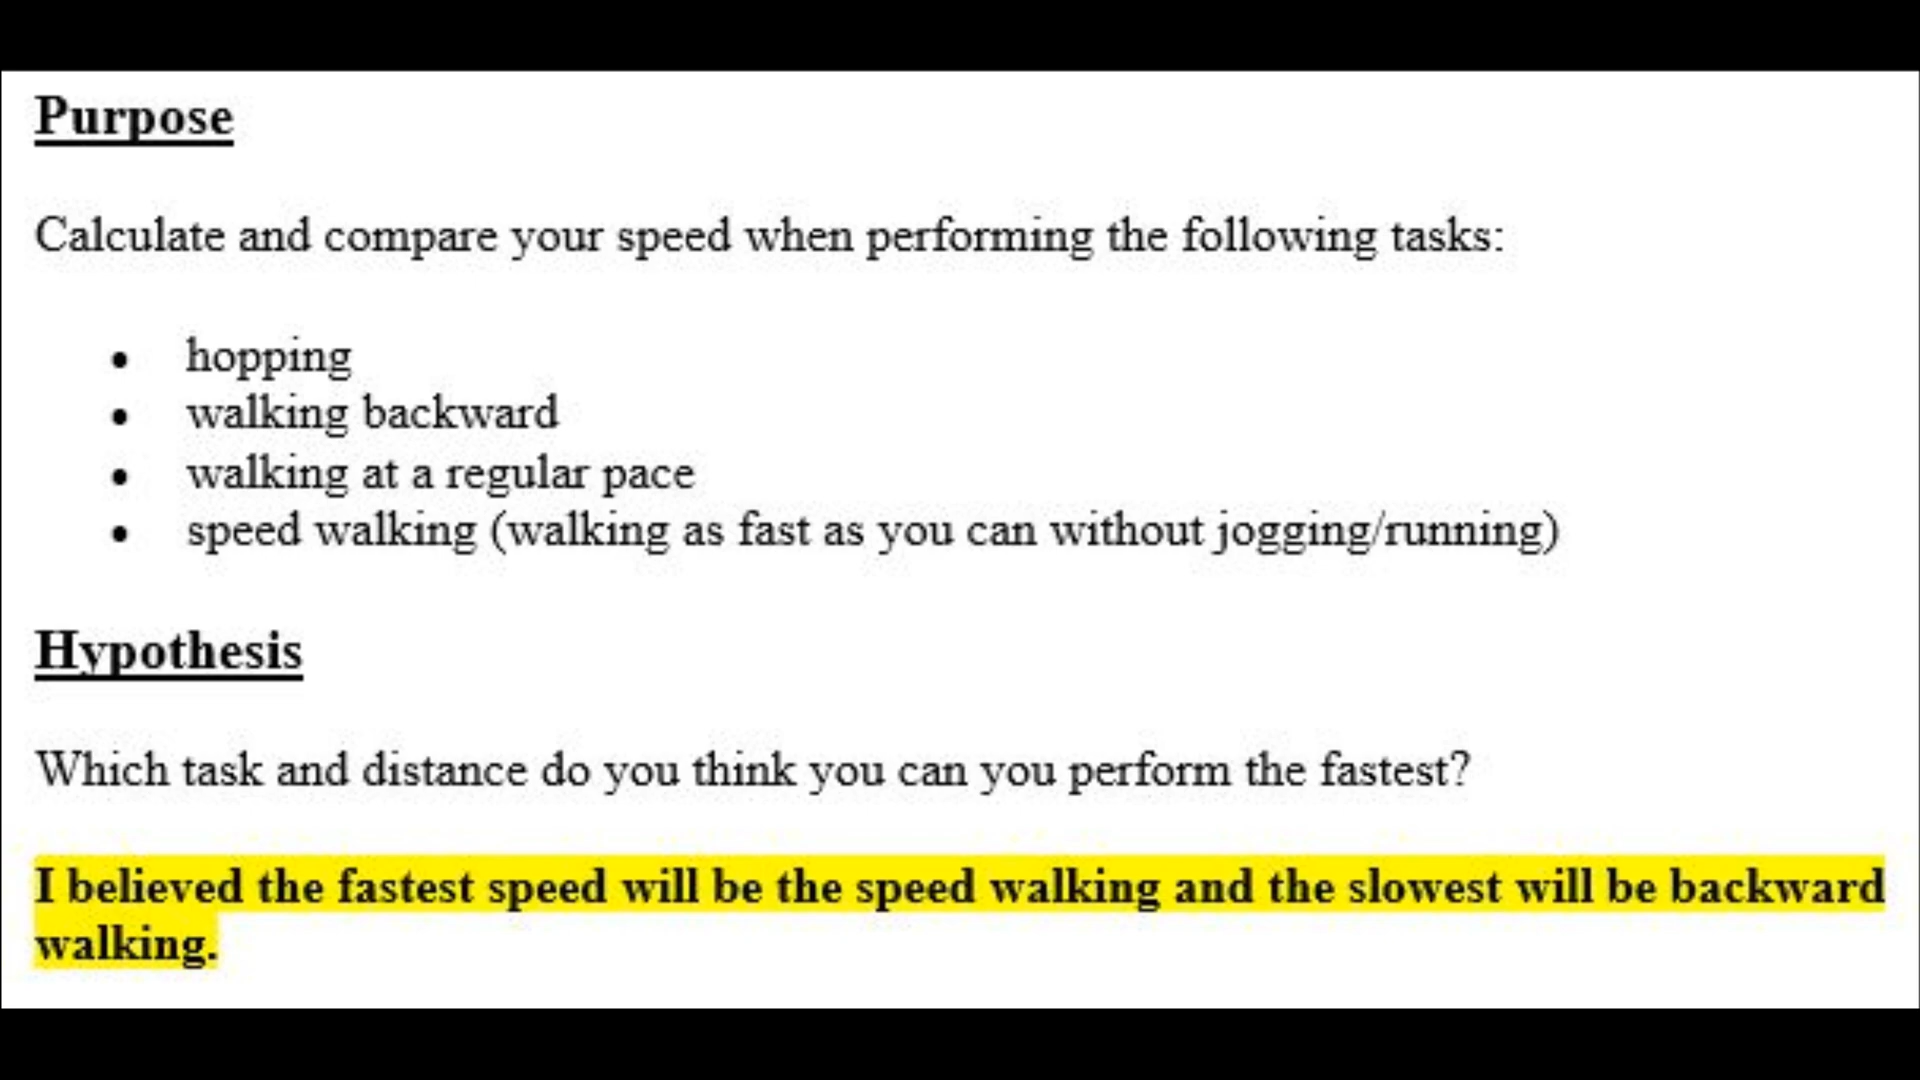 Purpose
Calculate and compare your speed when performing the following tasks:
• hopping
• walking backward
• walking at a regular pace
• speed walking (walking as fast as you can without jogging/running)
Hypothesis
Which task and distance do you think you can you perform the fastest?
I believed the fastest speed will be the speed walking and the slowest will be backward
walking.